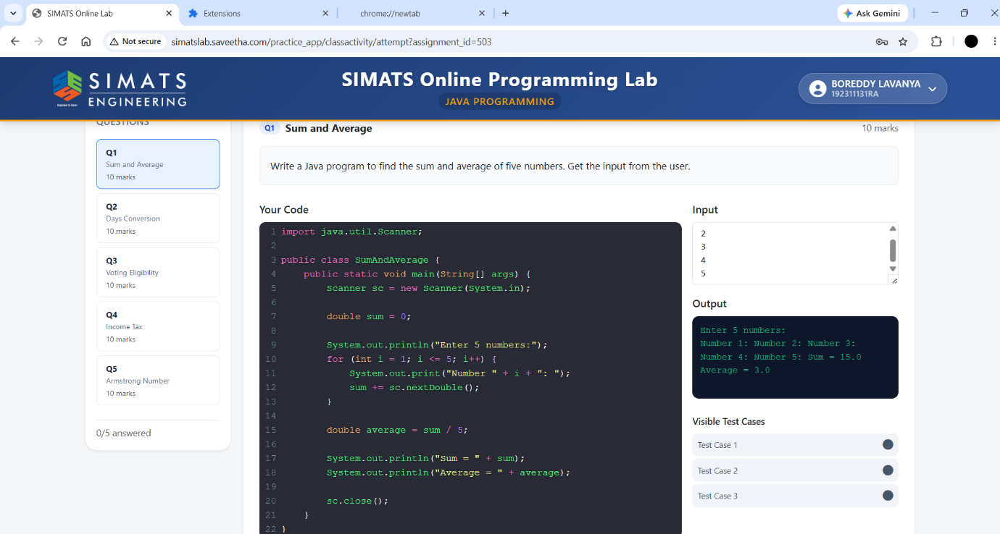 SIMATS Online Lab
Extensions
chrome://newtab
Ask Gemini
Not secure
simatslab.saveetha.com/practice_app/classactivity/attempt?assignment_id=503
SIMATS
ENGINEERING
SIMATS Online Programming Lab
JAVA PROGRAMMING
BOREDDY LAVANYA
192311131RA
QUESTIONS
Q1
Sum and Average
10 marks
Q2
Days Conversion
10 marks
Q3
Voting Eligibility
10 marks
Q4
Income Tax
10 marks
Q5
Armstrong Number
10 marks
0/5 answered
Q1 Sum and Average 10 marks
Write a Java program to find the sum and average of five numbers. Get the input from the user.
Your Code
1 import java.util.Scanner;
2
3 public class SumAndAverage {
4 public static void main(String[] args) {
5 Scanner sc = new Scanner(System.in);
6
7 double sum = 0;
8
9 System.out.println("Enter 5 numbers:");
10 for (int i = 1; i <= 5; i++) {
11 System.out.print("Number " + i + ": ");
12 sum += sc.nextDouble();
13 }
14
15 double average = sum / 5;
16
17 System.out.println("Sum = " + sum);
18 System.out.println("Average = " + average);
19
20 sc.close();
21 }
22 }
Input
2
3
4
5
Output
Enter 5 numbers:
Number 1: Number 2: Number 3:
Number 4: Number 5: Sum = 15.0
Average = 3.0
Visible Test Cases
Test Case 1
Test Case 2
Test Case 3